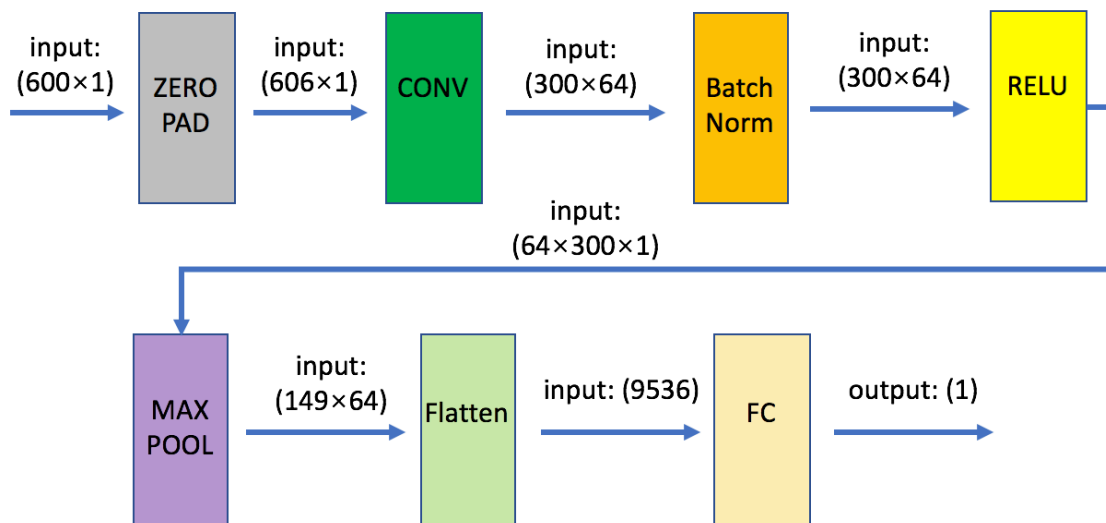 input:
(600×1)
ZERO
PAD
input:
(606×1)
CONV
input:
(300×64)
Batch
Norm
input:
(300×64)
RELU
input:
(64×300×1)
MAX
POOL
input:
(149×64)
Flatten
input: (9536)
FC
output: (1)